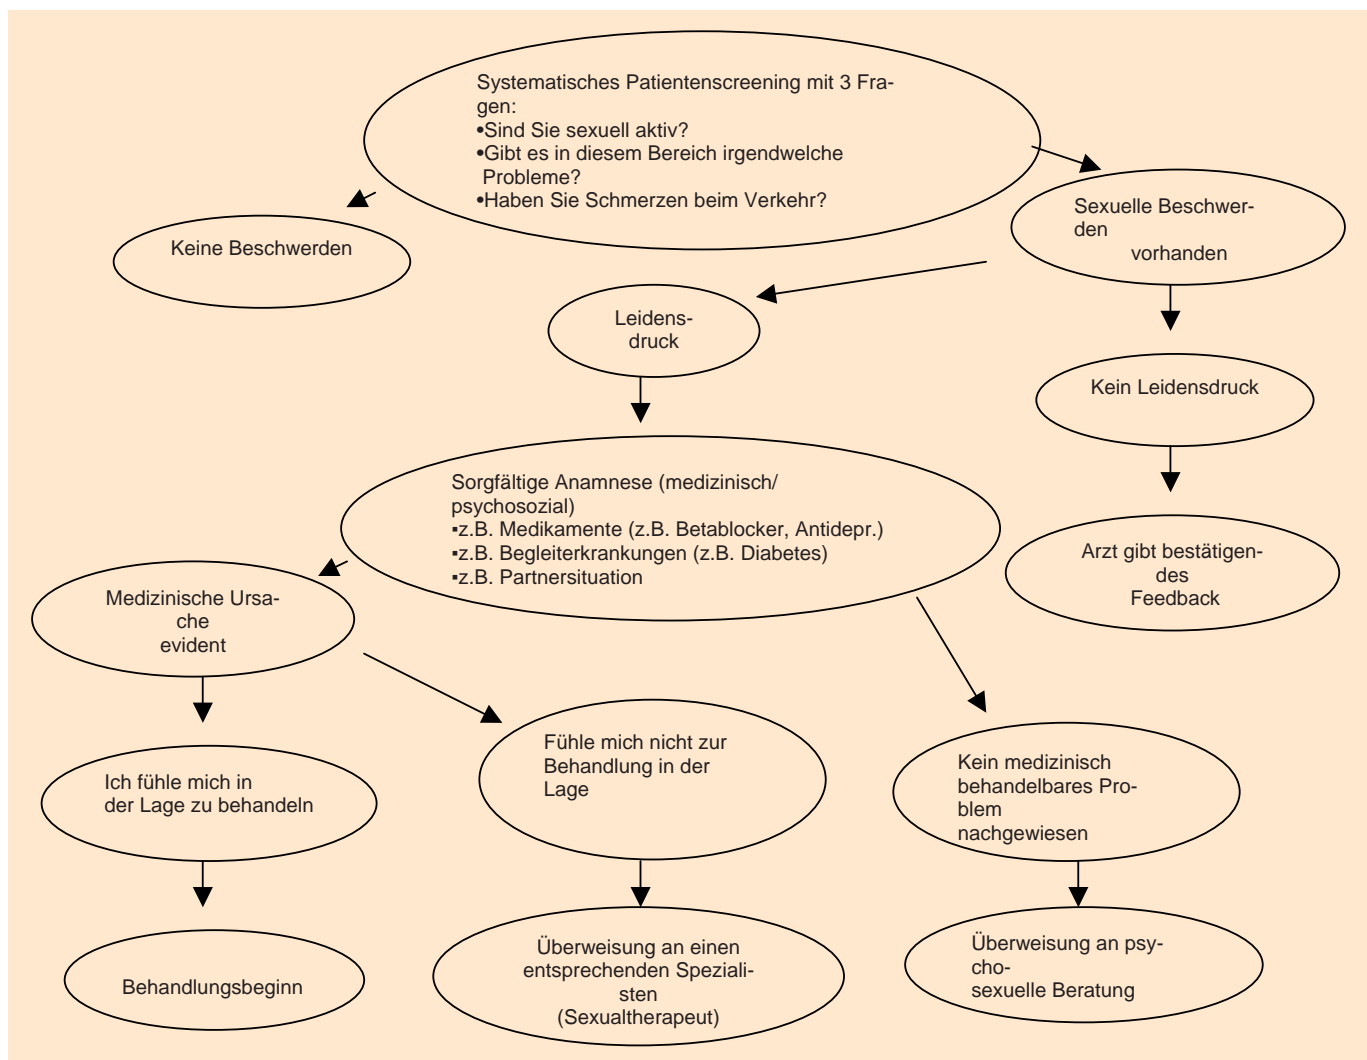 Systematisches Patientenscreening mit 3 Fra-
gen:
•Sind Sie sexuell aktiv?
•Gibt es in diesem Bereich irgendwelche
Probleme?
•Haben Sie Schmerzen beim Verkehr?
Keine Beschwerden
Sexuelle Beschwer-
den
vorhanden
Leidens-
druck
Kein Leidensdruck
Sorgfältige Anamnese (medizinisch/
psychosozial)
▪z.B. Medikamente (z.B. Betablocker, Antidepr.)
▪z.B. Begleiterkrankungen (z.B. Diabetes)
▪z.B. Partnersituation
Arzt gibt bestätigen-
des
Feedback
Medizinische Ursa-
che
evident
Ich fühle mich in
der Lage zu behandeln
Fühle mich nicht zur
Behandlung in der
Lage
Kein medizinisch
behandelbares Pro-
blem
nachgewiesen
Behandlungsbeginn
Überweisung an einen
entsprechenden Speziali-
sten
(Sexualtherapeut)
Überweisung an psy-
cho-
sexuelle Beratung